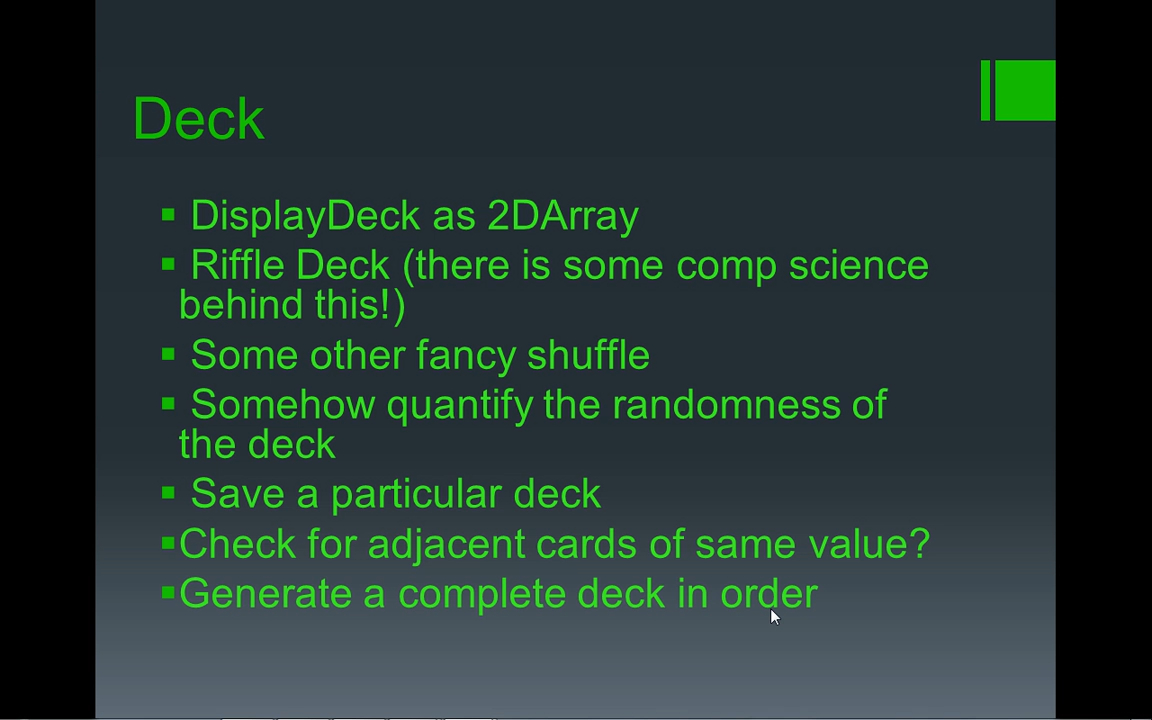 Deck
▪ DisplayDeck as 2DArray
▪ Riffle Deck (there is some comp science
behind this!)
▪ Some other fancy shuffle
▪ Somehow quantify the randomness of
the deck
▪ Save a particular deck
▪Check for adjacent cards of same value?
▪Generate a complete deck in order